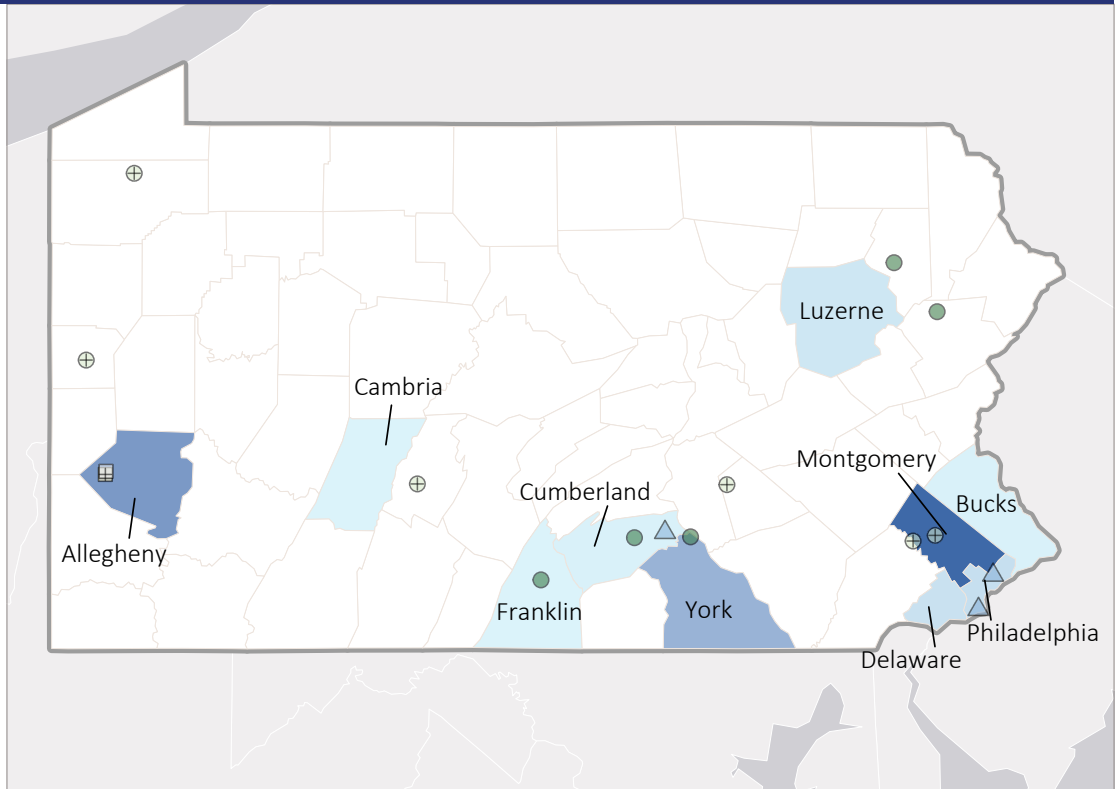 Luzerne
Cambria
Montgomery
Cumberland
Bucks
Allegheny
Franklin
York
Philadelphia
Delaware